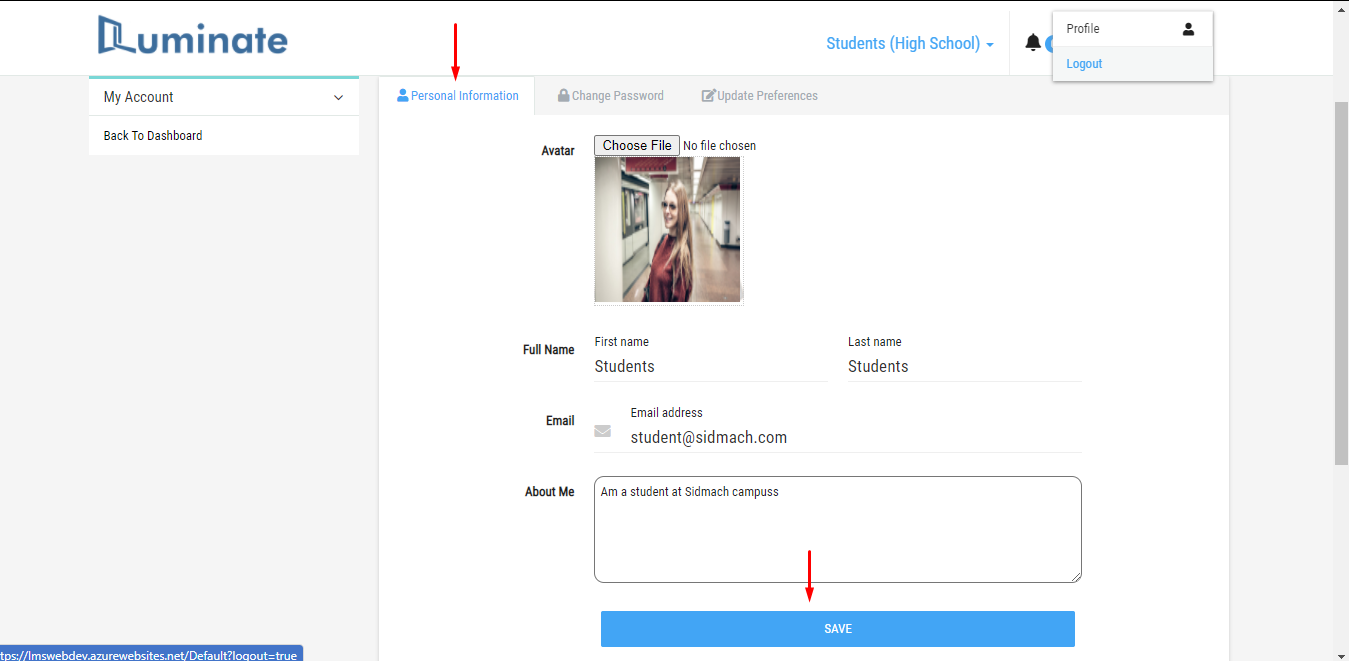 Iluminate
Students (High School)
Profile
Logout
My Account
Back To Dashboard
Personal Information
Change Password
Update Preferences
Avatar
Choose File No file chosen
Full Name
First name
Last name
Students
Students
Email
Email address
student@sidmach.com
About Me
Am a student at Sidmach campuss
SAVE
tps://lmswebdev.azurewebsites.net/Default?logout=true